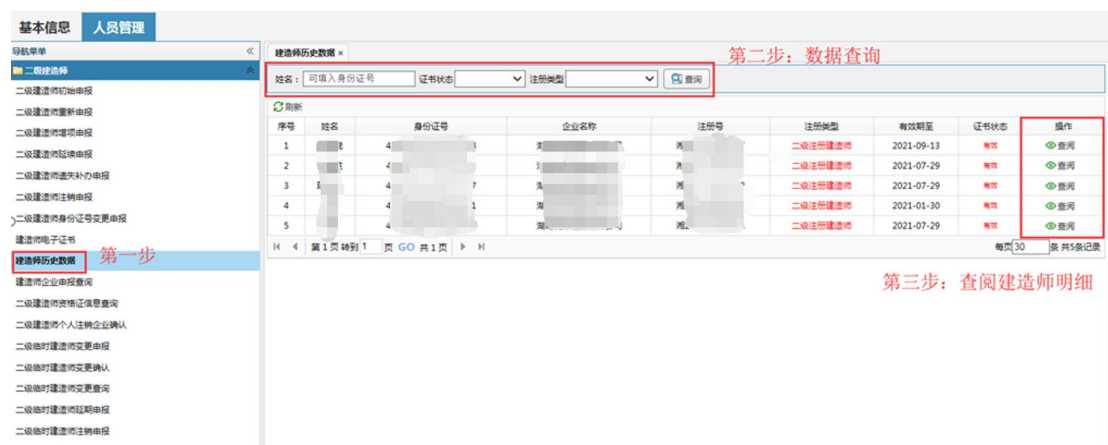 基本信息 人员管理
导航菜单
二级建造师
二级建造师初始申报
二级建造师重新申报
二级建造师增项申报
二级建造师延续申报
二级建造师遗失补办申报
二级建造师注销申报
二级建造师身份证号变更申报
建造师电子证书
建造师历史数据 第一步
建造师企业申报查询
二级建造师资格证信息查询
二级建造师个人注销企业确认
二级临时建造师变更申报
二级临时建造师变更确认
二级临时建造师变更查询
二级临时建造师延期申报
二级临时建造师注销申报
建造师历史数据 ×
第二步：数据查询
姓名： 可填入身份证号 证书状态 注册类型 查询
刷新
序号 姓名 身份证号 企业名称 注册号 注册类型 有效期至 证书状态 操作
1 4 湘 二级注册建造师 2021-09-13 有效 查阅
2 4 湘 二级注册建造师 2021-07-29 有效 查阅
3 4 7 湖 湘 二级注册建造师 2021-07-29 有效 查阅
4 4 1 湖 湘 二级注册建造师 2021-01-30 有效 查阅
5 4 湖 湘 二级注册建造师 2021-07-29 有效 查阅
第 1 页 转到 1 页 GO 共 1 页 每页 30 条 共5条记录
第三步：查阅建造师明细